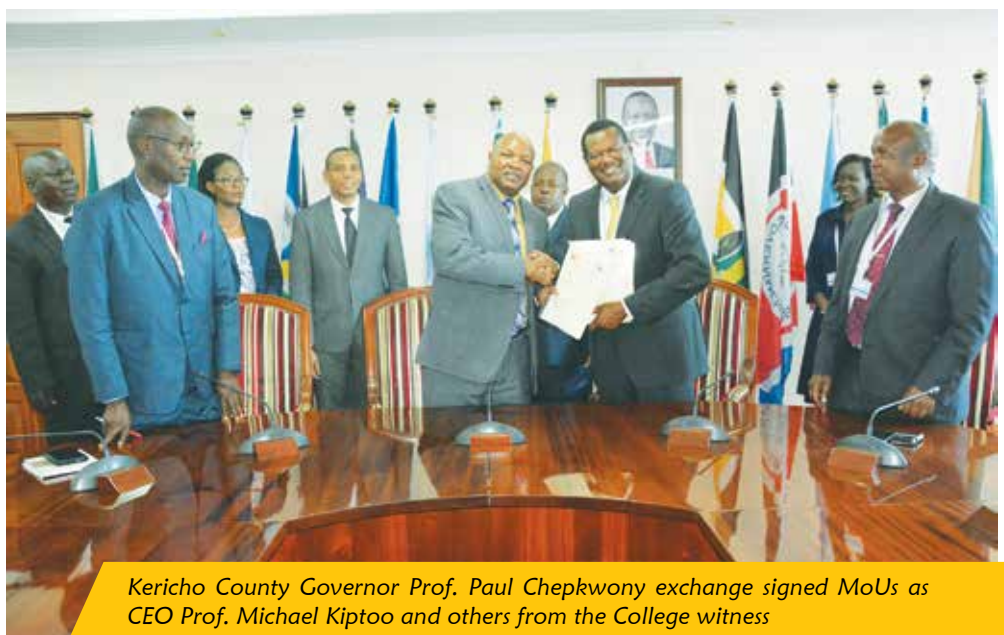 Kericho County Governor Prof. Paul Chepkwony exchange signed MoUs as
CEO Prof. Michael Kiptoo and others from the College witness